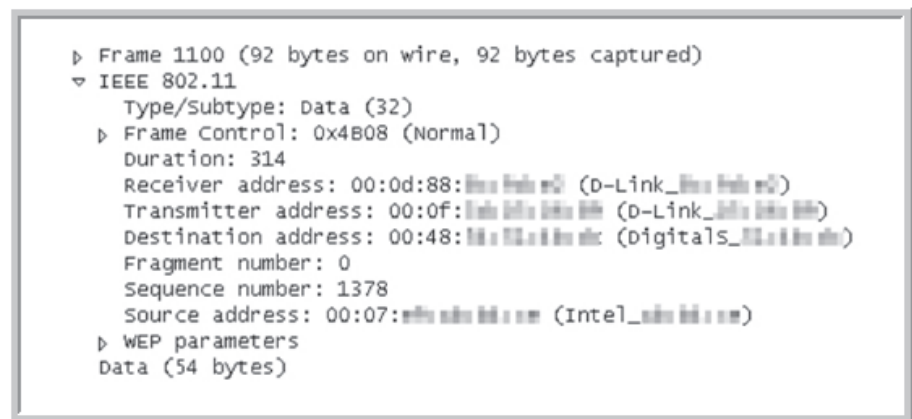 Frame 1100 (92 bytes on wire, 92 bytes captured)
IEEE 802.11
Type/Subtype: Data (32)
Frame Control: 0x4B08 (Normal)
Duration: 314
Receiver address: 00:0d:88: (D-Link_)
Transmitter address: 00:0f: (D-Link_)
Destination address: 00:48: (DigitalS_)
Fragment number: 0
Sequence number: 1378
Source address: 00:07: (Intel_)
WEP parameters
Data (54 bytes)